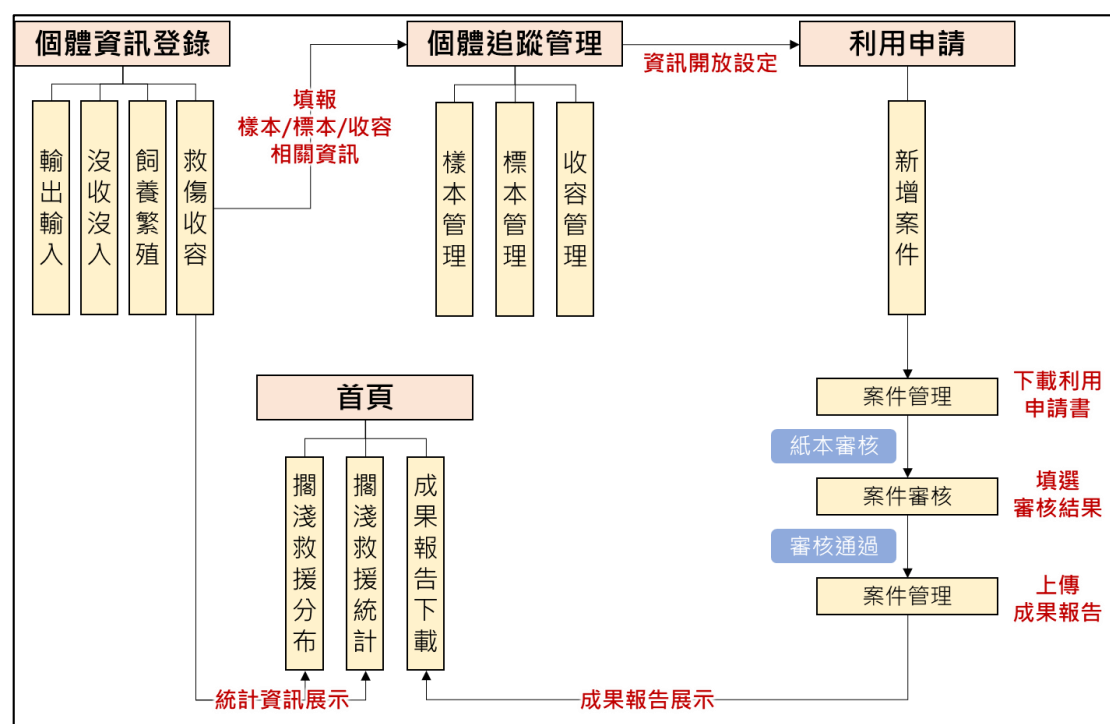 個體資訊登錄
個體追蹤管理
利用申請
資訊開放設定
填報
樣本/標本/收容
相關資訊
輸出輸入
沒收沒入
飼養繁殖
救傷收容
樣本管理
標本管理
收容管理
新增案件
首頁
擱淺救援分布
擱淺救援統計
成果報告下載
案件管理
下載利用
申請書
紙本審核
案件審核
填選
審核結果
審核通過
案件管理
上傳
成果報告
統計資訊展示
成果報告展示